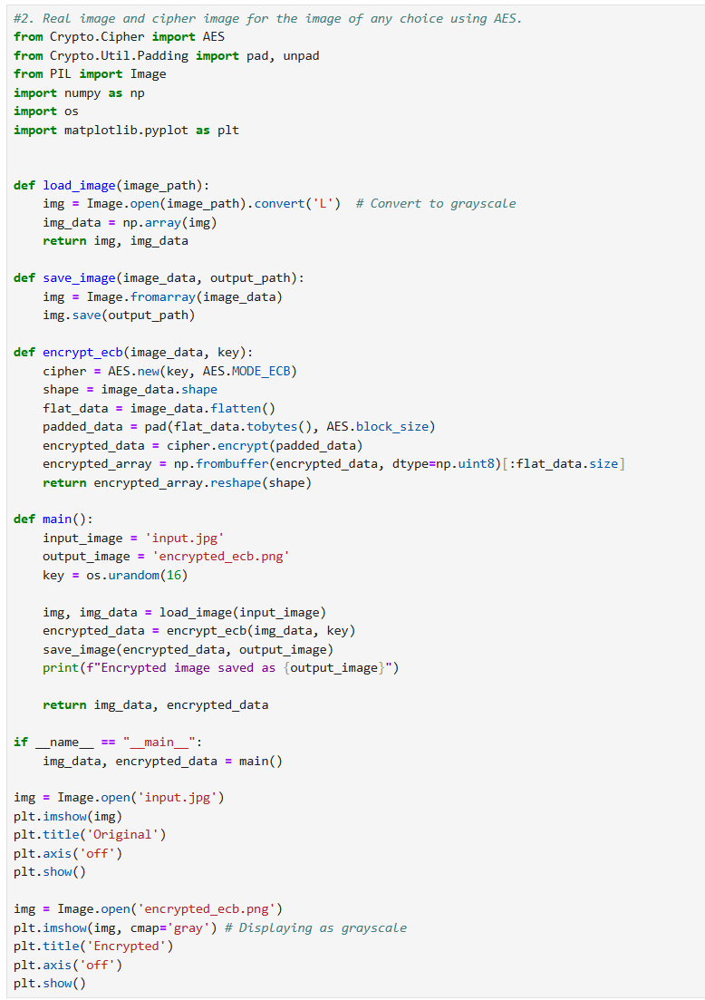 #2. Real image and cipher image for the image of any choice using AES.
from Crypto.Cipher import AES
from Crypto.Util.Padding import pad, unpad
from PIL import Image
import numpy as np
import os
import matplotlib.pyplot as plt
def load_image(image_path):
    img = Image.open(image_path).convert('L')  # Convert to grayscale
    img_data = np.array(img)
    return img, img_data
def save_image(image_data, output_path):
    img = Image.fromarray(image_data)
    img.save(output_path)
def encrypt_ecb(image_data, key):
    cipher = AES.new(key, AES.MODE_ECB)
    shape = image_data.shape
    flat_data = image_data.flatten()
    padded_data = pad(flat_data.tobytes(), AES.block_size)
    encrypted_data = cipher.encrypt(padded_data)
    encrypted_array = np.frombuffer(encrypted_data, dtype=np.uint8)[:flat_data.size]
    return encrypted_array.reshape(shape)
def main():
    input_image = 'input.jpg'
    output_image = 'encrypted_ecb.png'
    key = os.urandom(16)
    img, img_data = load_image(input_image)
    encrypted_data = encrypt_ecb(img_data, key)
    save_image(encrypted_data, output_image)
    print(f"Encrypted image saved as {output_image}")
    return img_data, encrypted_data
if __name__ == "__main__":
    img_data, encrypted_data = main()
img = Image.open('input.jpg')
plt.imshow(img)
plt.title('Original')
plt.axis('off')
plt.show()
img = Image.open('encrypted_ecb.png')
plt.imshow(img, cmap='gray') # Displaying as grayscale
plt.title('Encrypted')
plt.axis('off')
plt.show()